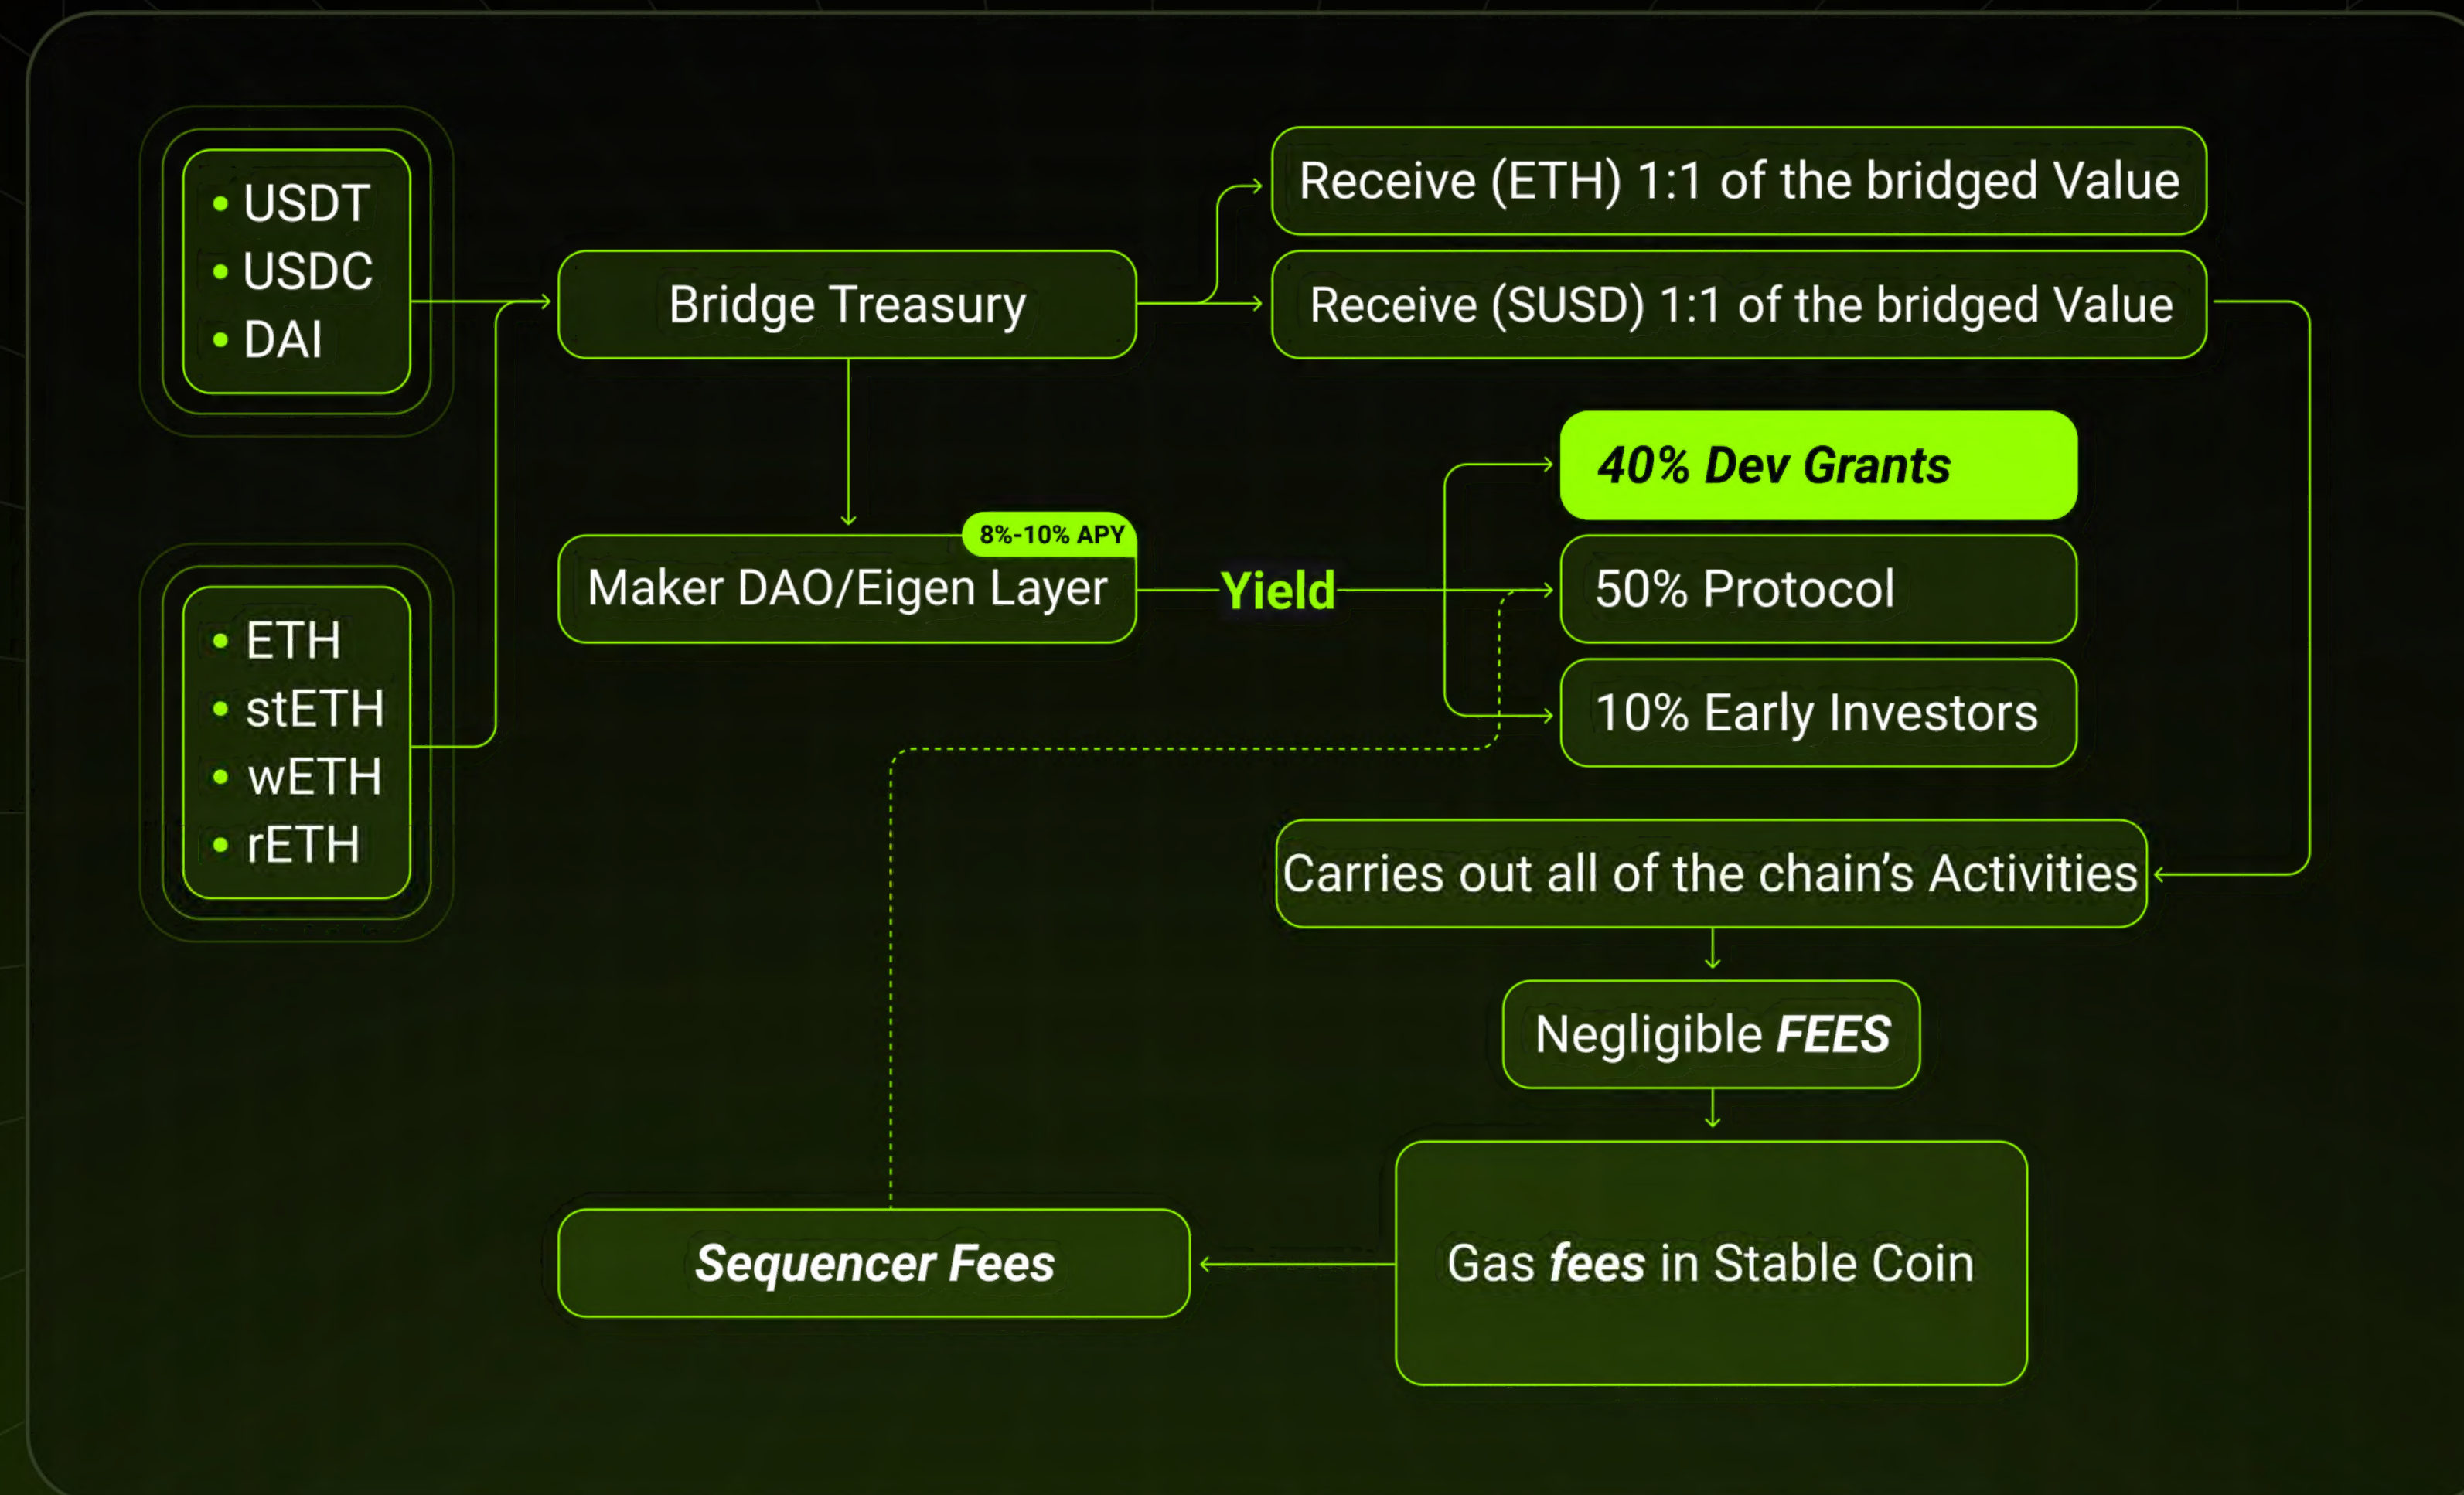 USDT
USDC
DAI
ETH
stETH
wETH
rETH
Bridge Treasury
Receive (ETH) 1:1 of the bridged Value
Receive (SUSD) 1:1 of the bridged Value
8%-10% APY
Maker DAO/Eigen Layer
Yield
40% Dev Grants
50% Protocol
10% Early Investors
Carries out all of the chain’s Activities
Negligible FEES
Gas fees in Stable Coin
Sequencer Fees